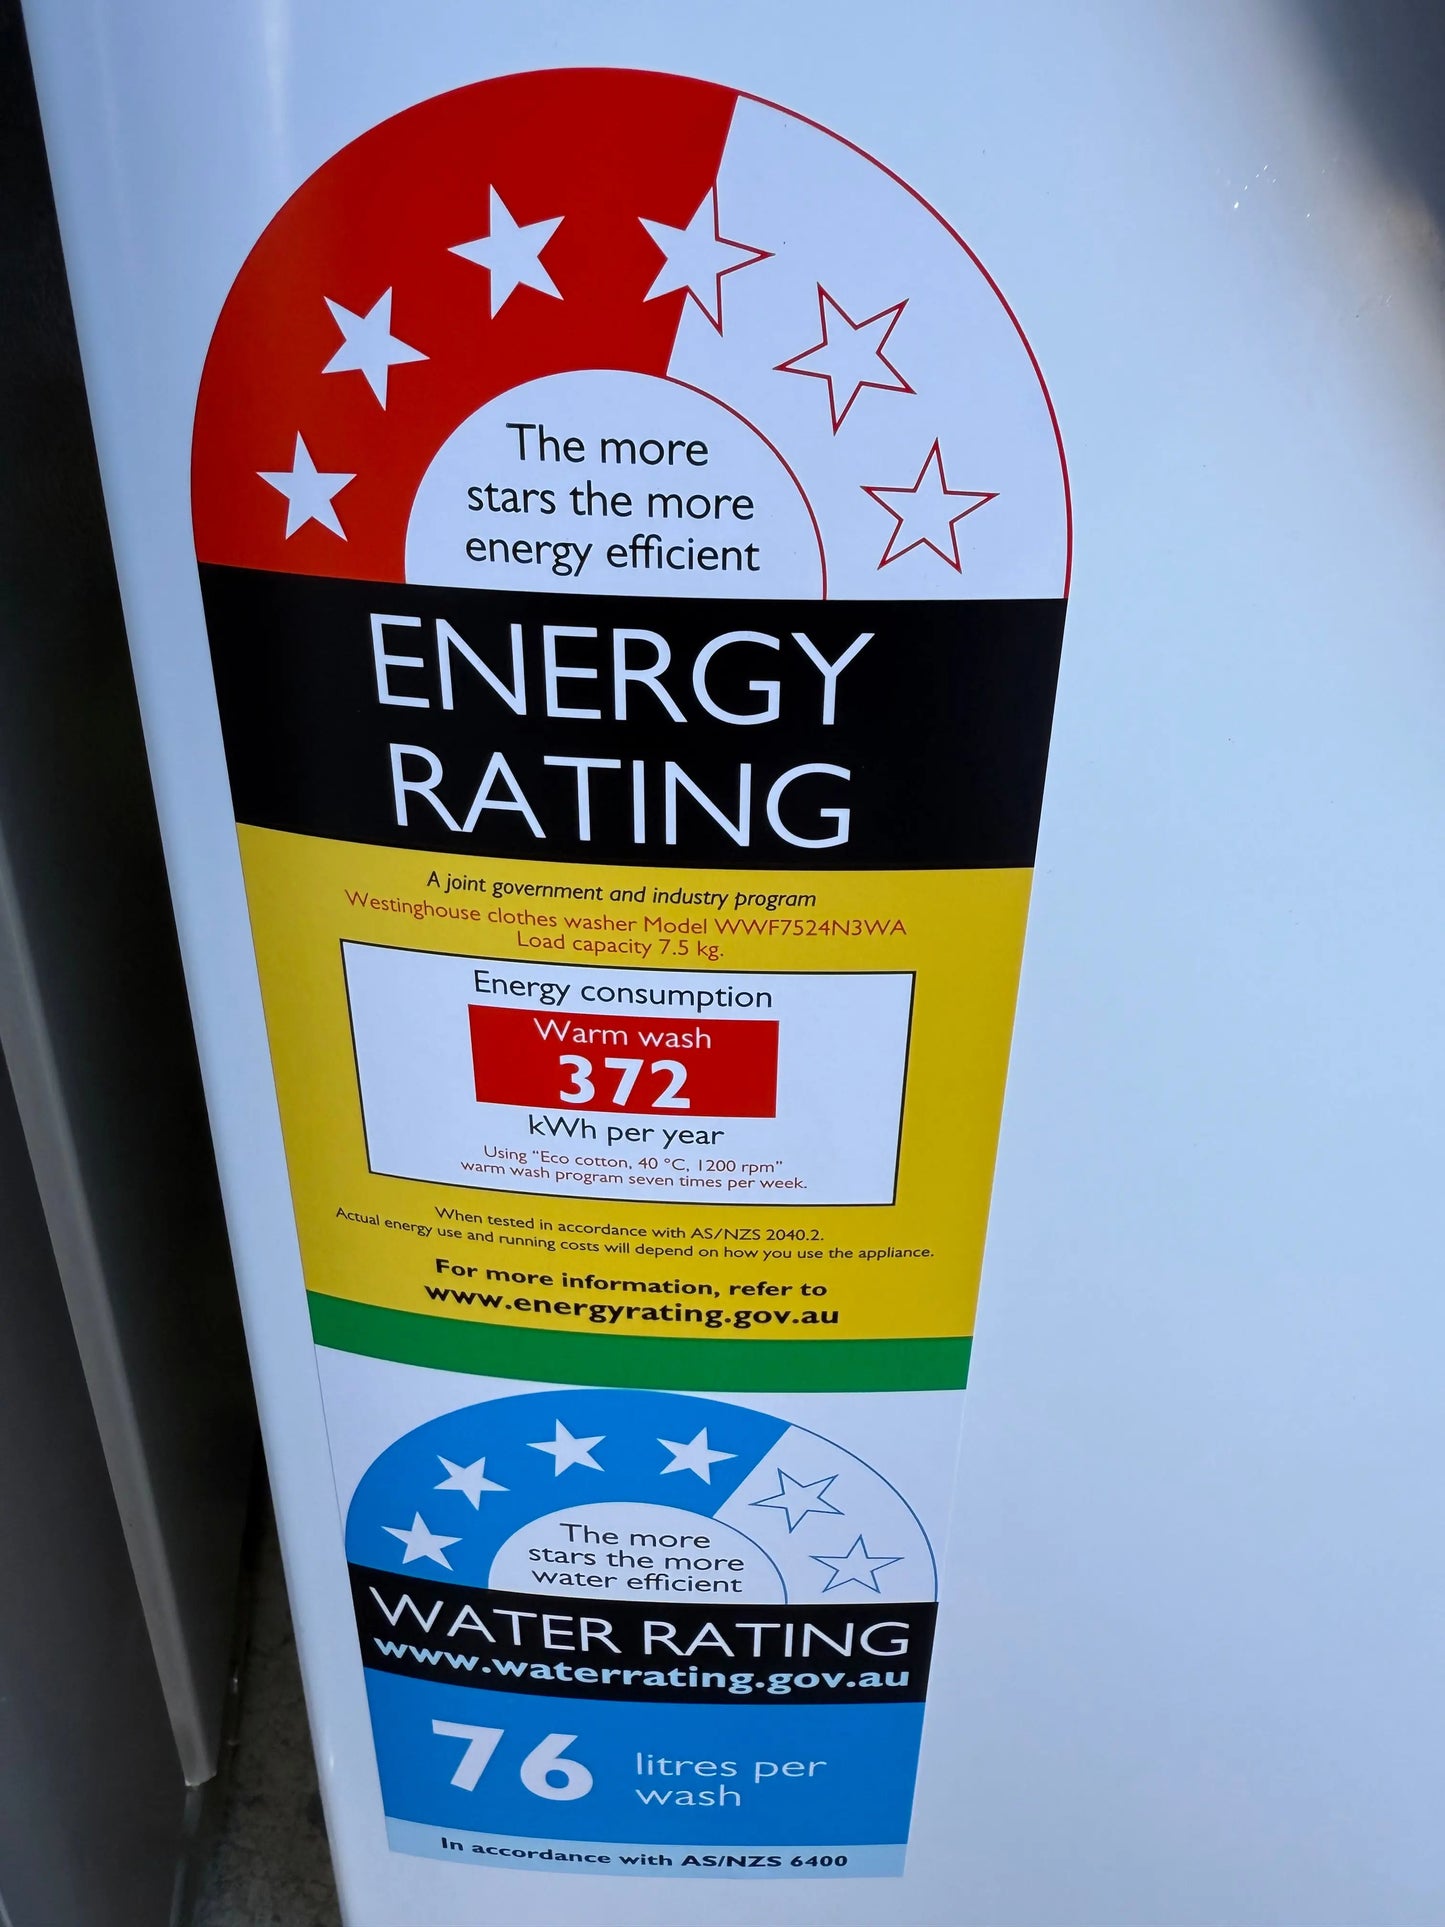 The more
stars the more
energy efficient
ENERGY
RATING
A joint government and industry program
Westinghouse clothes washer Model WWF7524N3WA
Load capacity 7.5 kg.
Energy consumption
Warm wash
372
kWh per year
Using "Eco cotton, 40 °C, 1200 rpm"
warm wash program seven times per week.
When tested in accordance with AS/NZS 2040.2.
Actual energy use and running costs will depend on how you use the appliance.
For more information, refer to
www.energyrating.gov.au
The more
stars the more
water efficient
WATER RATING
www.waterrating.gov.au
76 litres per
wash
In accordance with AS/NZS 6400